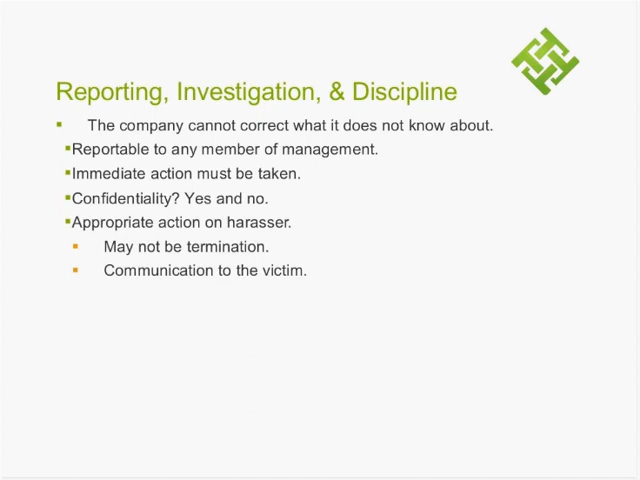 Reporting, Investigation, & Discipline
▪ The company cannot correct what it does not know about.
▪Reportable to any member of management.
▪Immediate action must be taken.
▪Confidentiality? Yes and no.
▪Appropriate action on harasser.
▪ May not be termination.
▪ Communication to the victim.